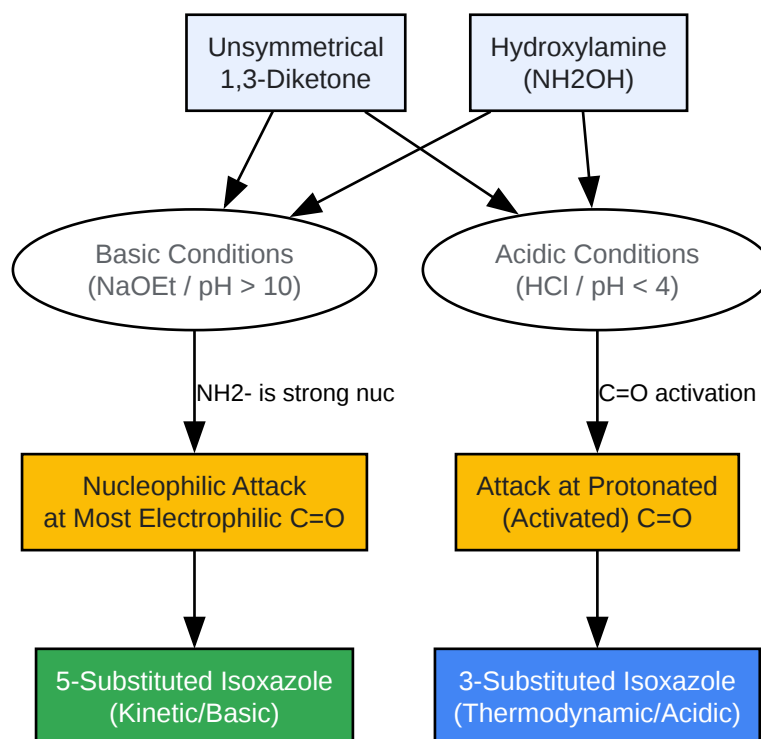 Unsymmetrical
1,3-Diketone
Hydroxylamine
(NH2OH)
Basic Conditions
(NaOEt / pH > 10)
Acidic Conditions
(HCl / pH < 4)
NH2- is strong nuc
C=O activation
Nucleophilic Attack
at Most Electrophilic C=O
Attack at Protonated
(Activated) C=O
5-Substituted Isoxazole
(Kinetic/Basic)
3-Substituted Isoxazole
(Thermodynamic/Acidic)